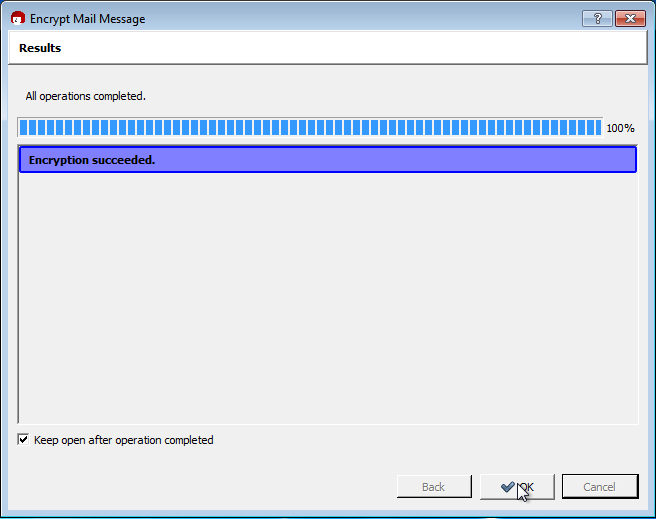 Encrypt Mail Message
Results
All operations completed.
100%
Encryption succeeded.
Keep open after operation completed
Back
OK
Cancel